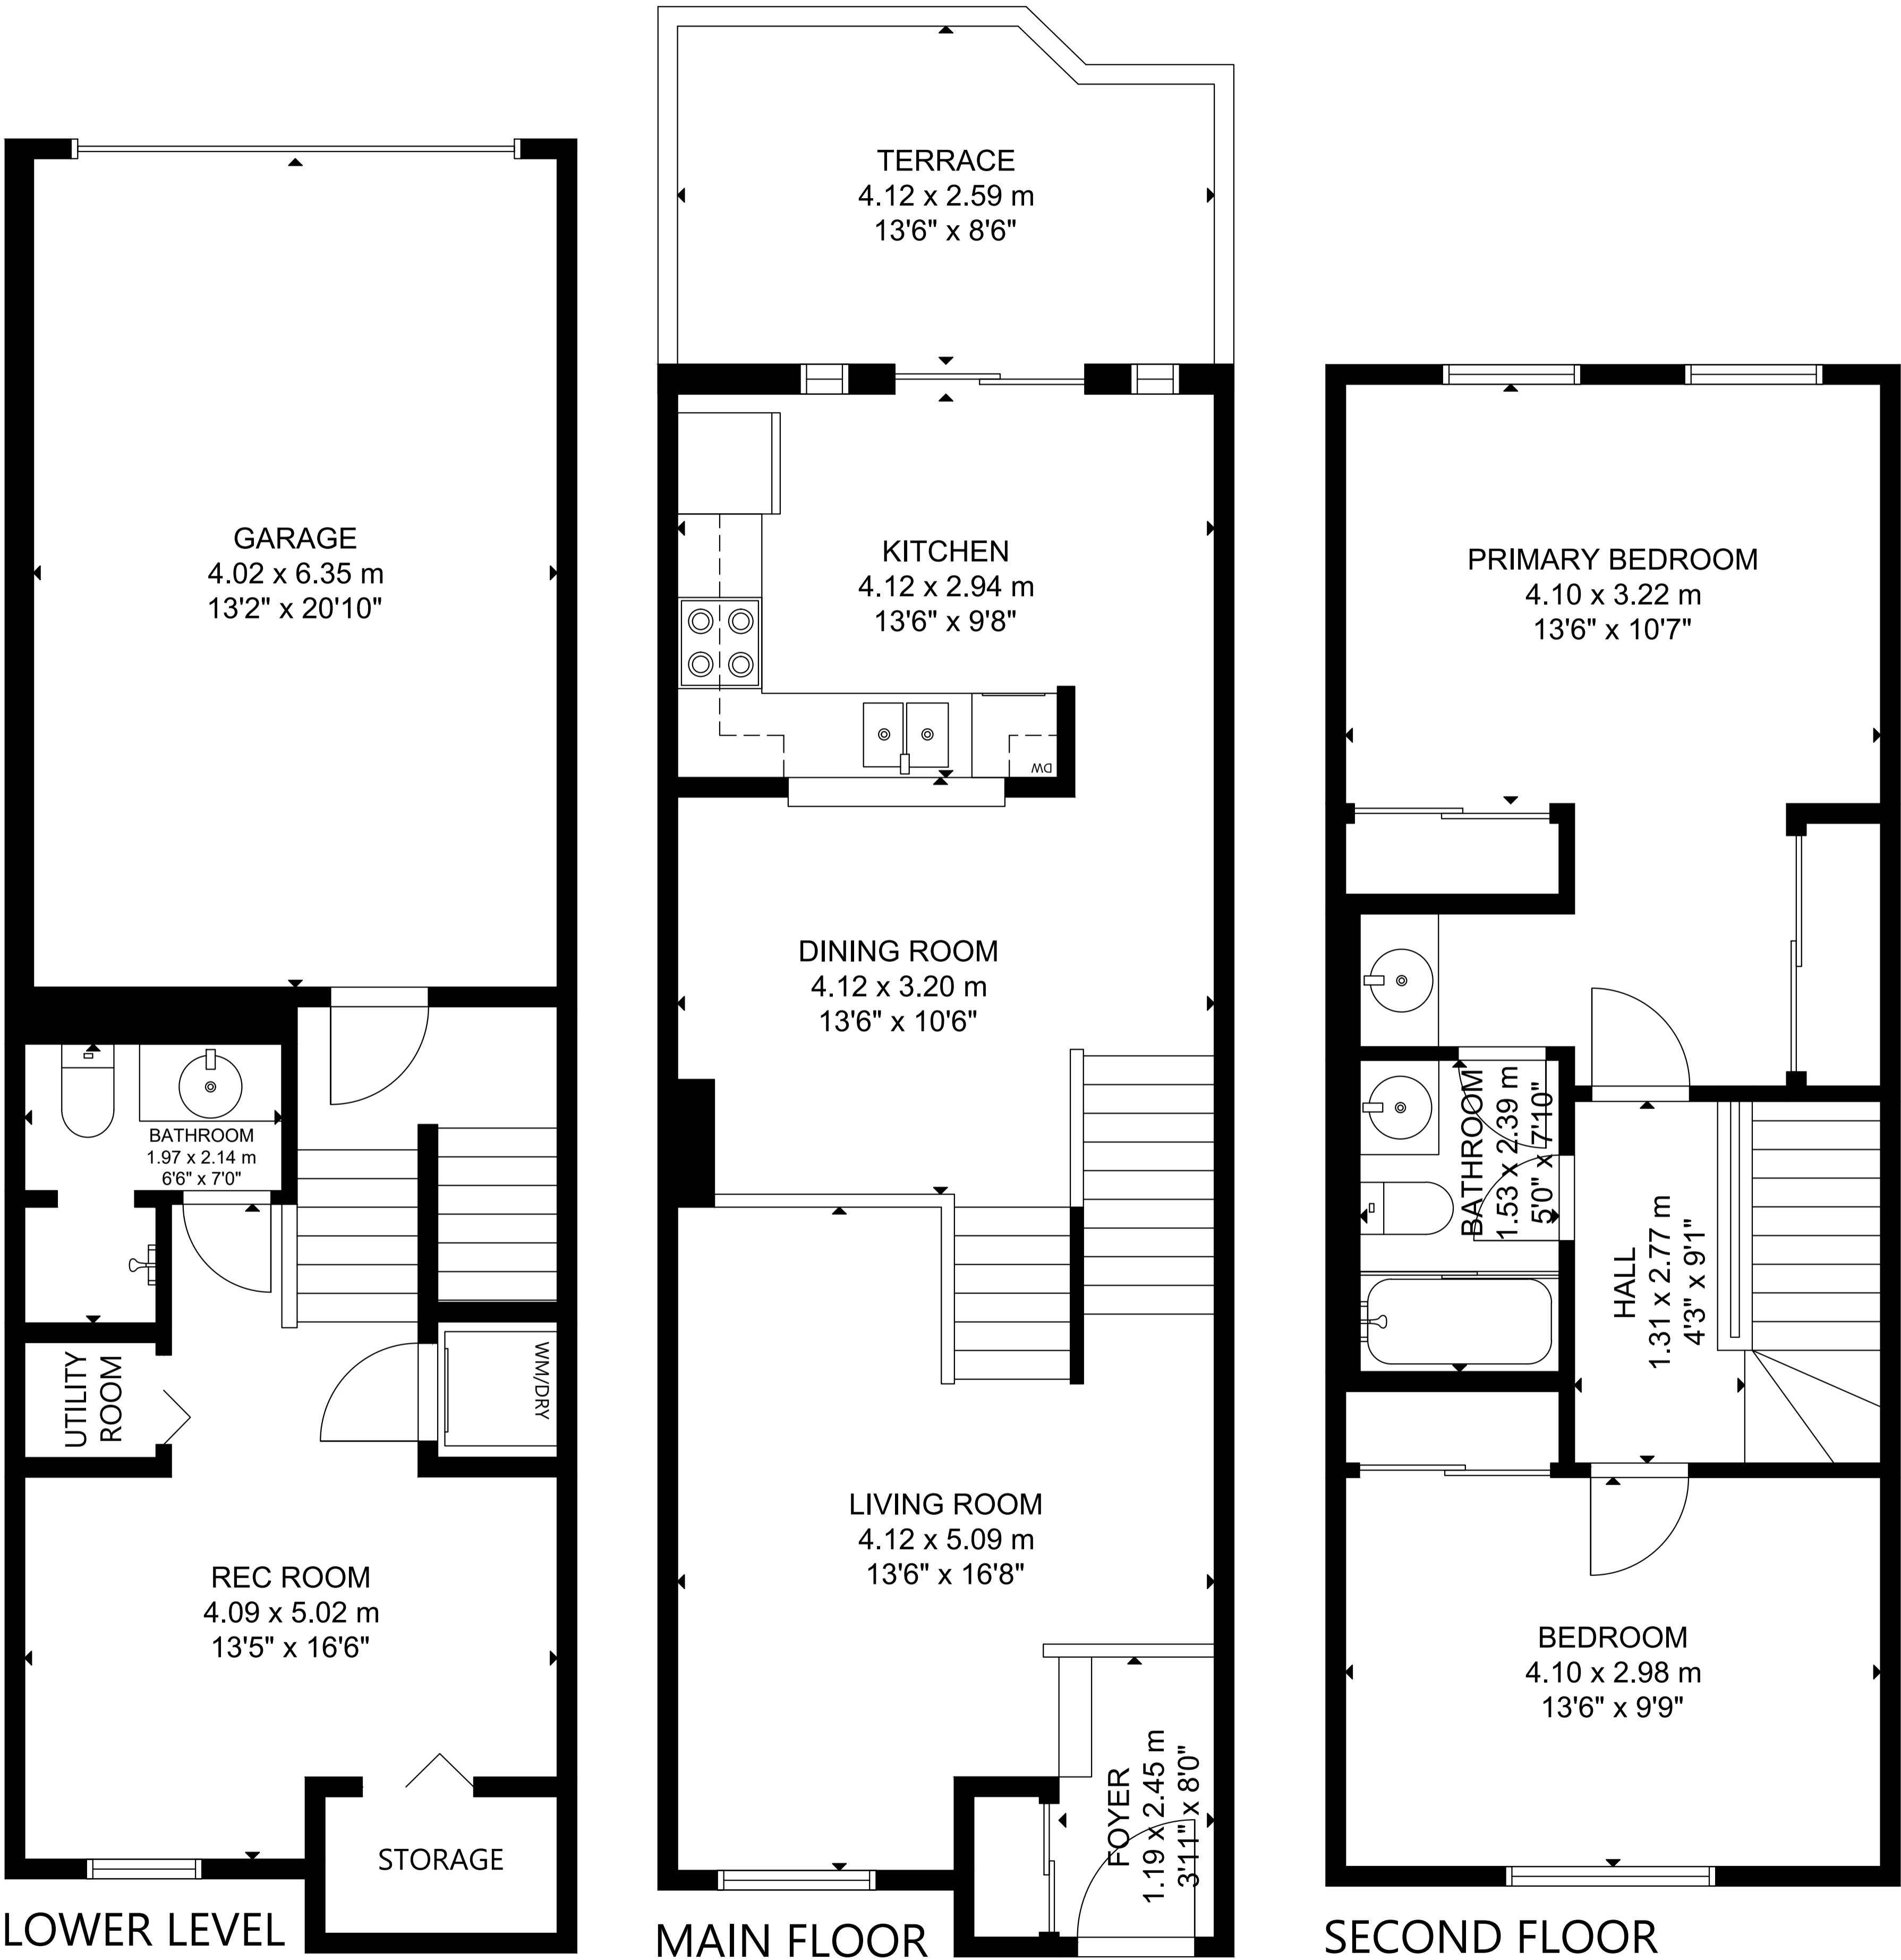 GARAGE
4.02 x 6.35 m
13'2" x 20'10"
BATHROOM
1.97 x 2.14 m
6'6" x 7'0"
UTILITY
ROOM
WM/DRY
REC ROOM
4.09 x 5.02 m
13'5" x 16'6"
STORAGE
LOWER LEVEL
TERRACE
4.12 x 2.59 m
13'6" x 8'6"
KITCHEN
4.12 x 2.94 m
13'6" x 9'8"
DW
DINING ROOM
4.12 x 3.20 m
13'6" x 10'6"
LIVING ROOM
4.12 x 5.09 m
13'6" x 16'8"
FOYER
1.19 x 2.45 m
3'11" x 8'0"
MAIN FLOOR
PRIMARY BEDROOM
4.10 x 3.22 m
13'6" x 10'7"
BATHROOM
1.53 x 2.39 m
5'0" x 7'10"
HALL
1.31 x 2.77 m
4'3" x 9'1"
BEDROOM
4.10 x 2.98 m
13'6" x 9'9"
SECOND FLOOR